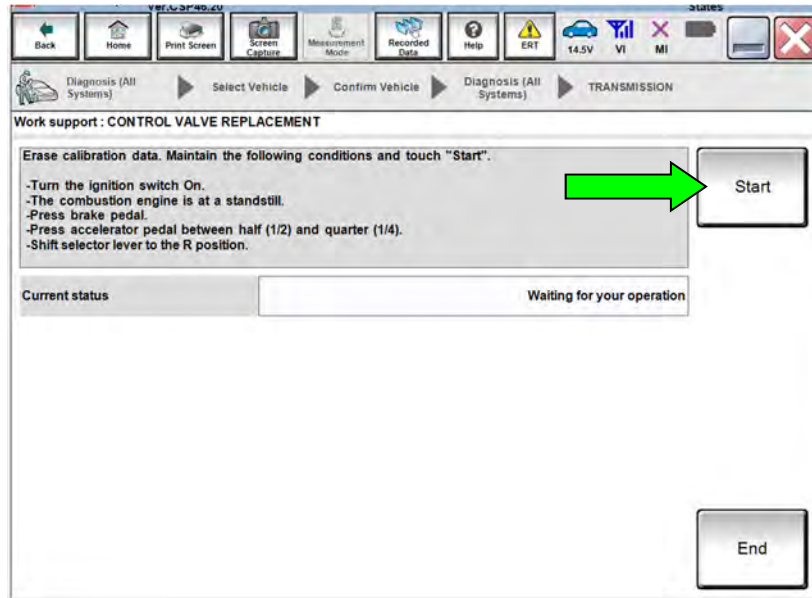 Ver.CSP46.20
States
Back
Home
Print Screen
Screen
Capture
Measurement
Mode
Recorded
Data
Help
ERT
14.5V
VI
MI
Diagnosis (All
Systems)
Select Vehicle
Confirm Vehicle
Diagnosis (All
Systems)
TRANSMISSION
Work support : CONTROL VALVE REPLACEMENT
Erase calibration data. Maintain the following conditions and touch "Start".
-Turn the ignition switch On.
-The combustion engine is at a standstill.
-Press brake pedal.
-Press accelerator pedal between half (1/2) and quarter (1/4).
-Shift selector lever to the R position.
Start
Current status
Waiting for your operation
End